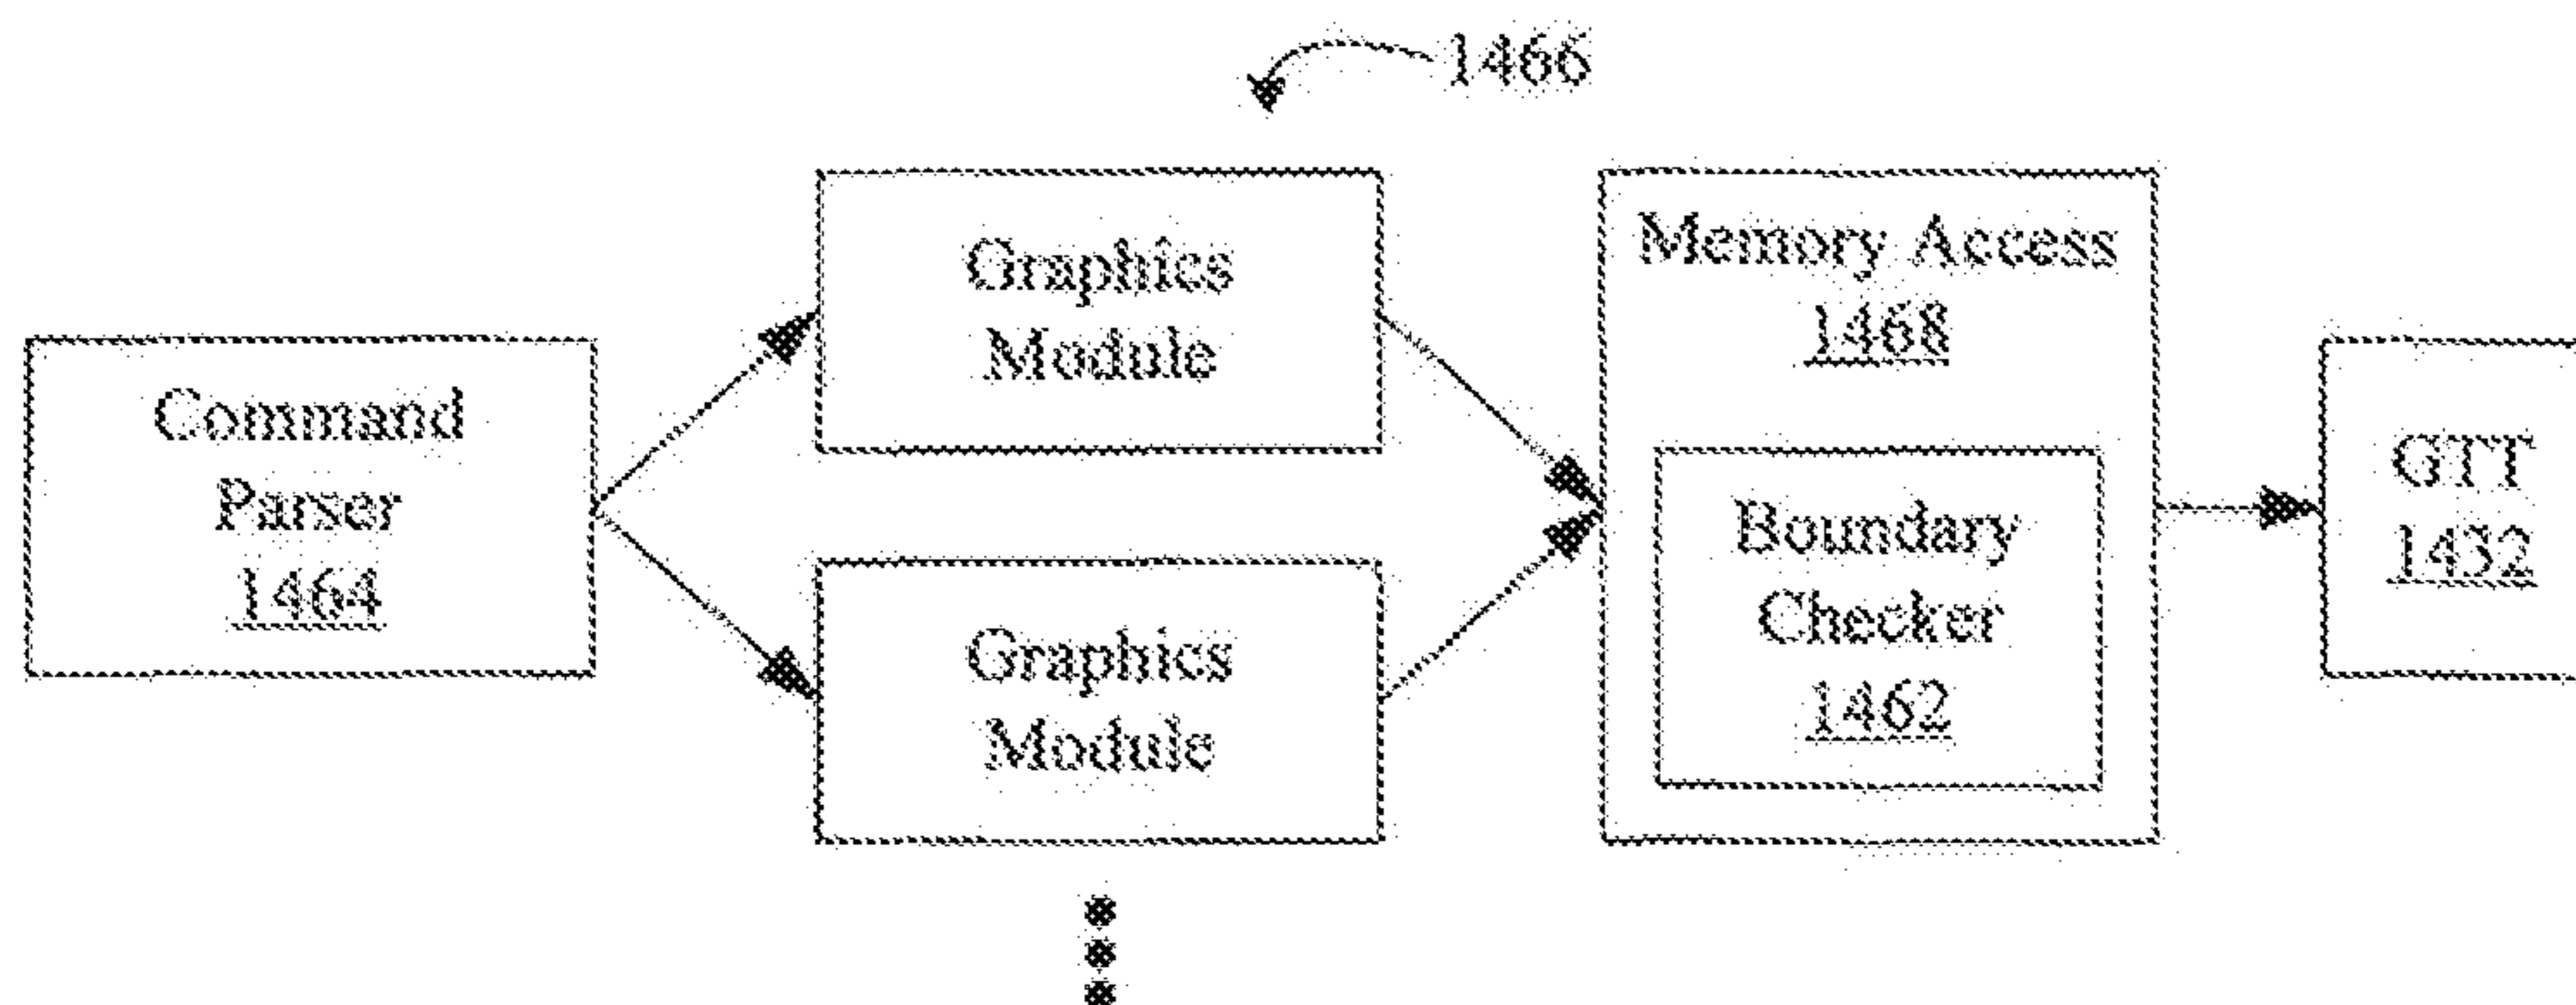 1466
Graphics
Module
Memory Access
1468
Command
Parser
1464
GTT
1432
Boundary
Checker
1462
Graphics
Module